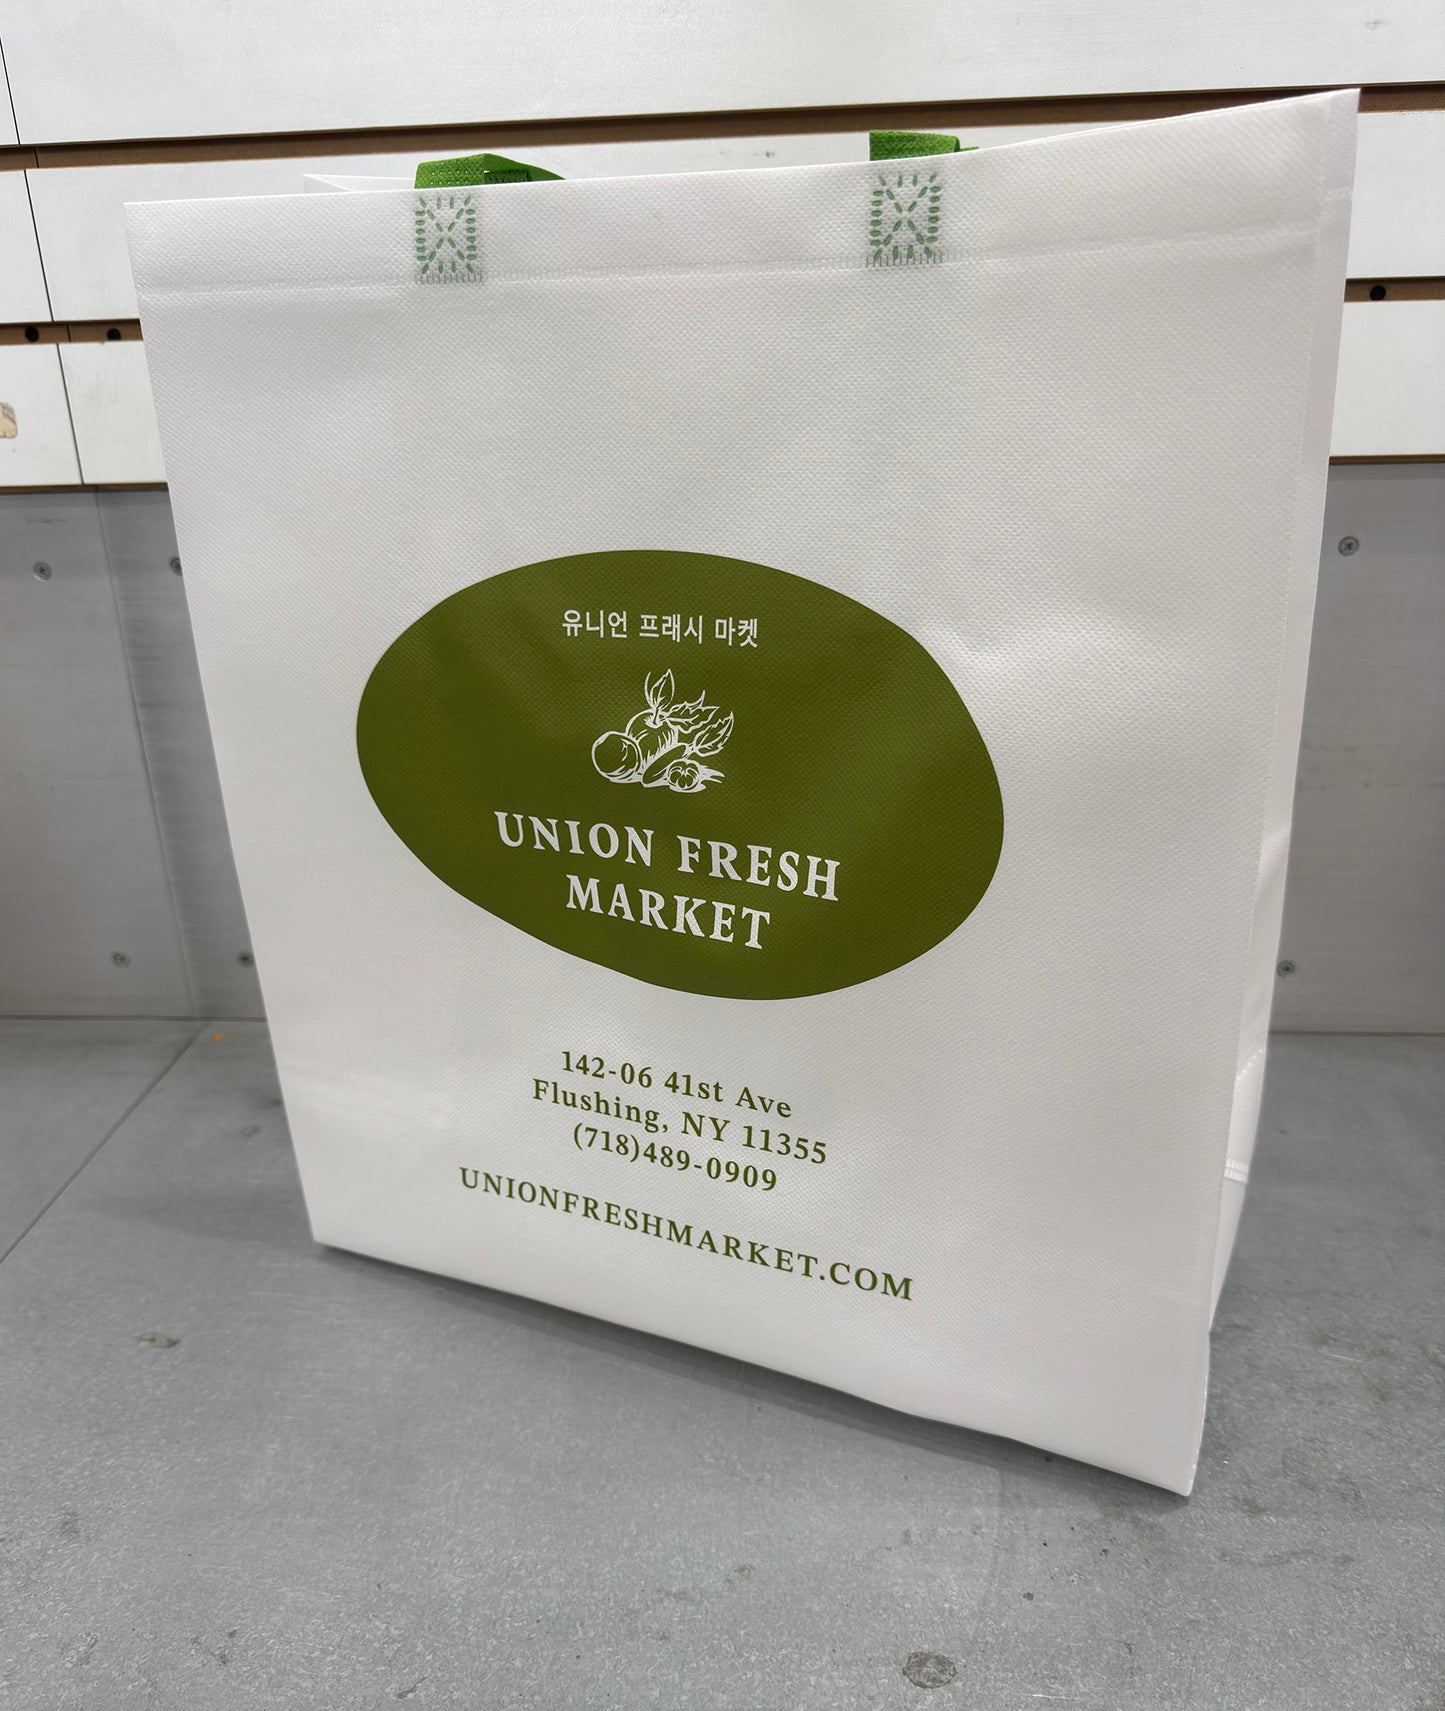 유니언 프래시 마켓
UNION FRESH
MARKET
142-06 41st Ave
Flushing, NY 11355
(718)489-0909
UNIONFRESHMARKET.COM